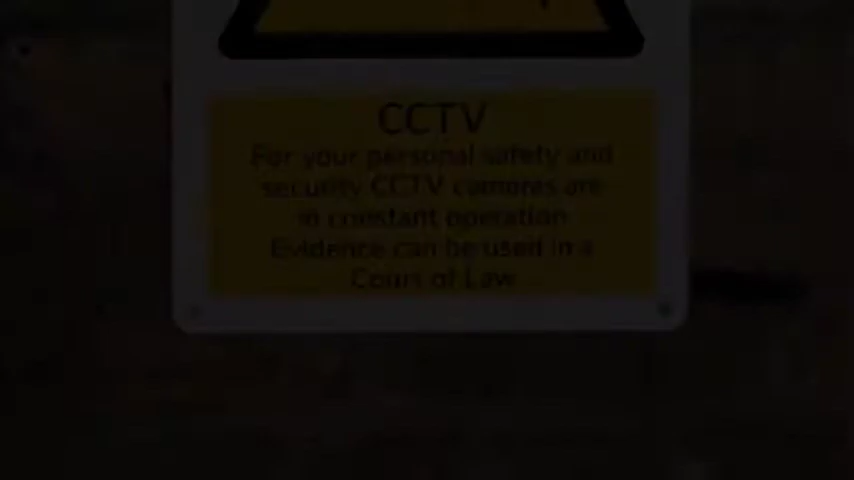 CCTV
For your personal safety and
security CCTV cameras are
in constant operation
Evidence can be used in a
Court of Law